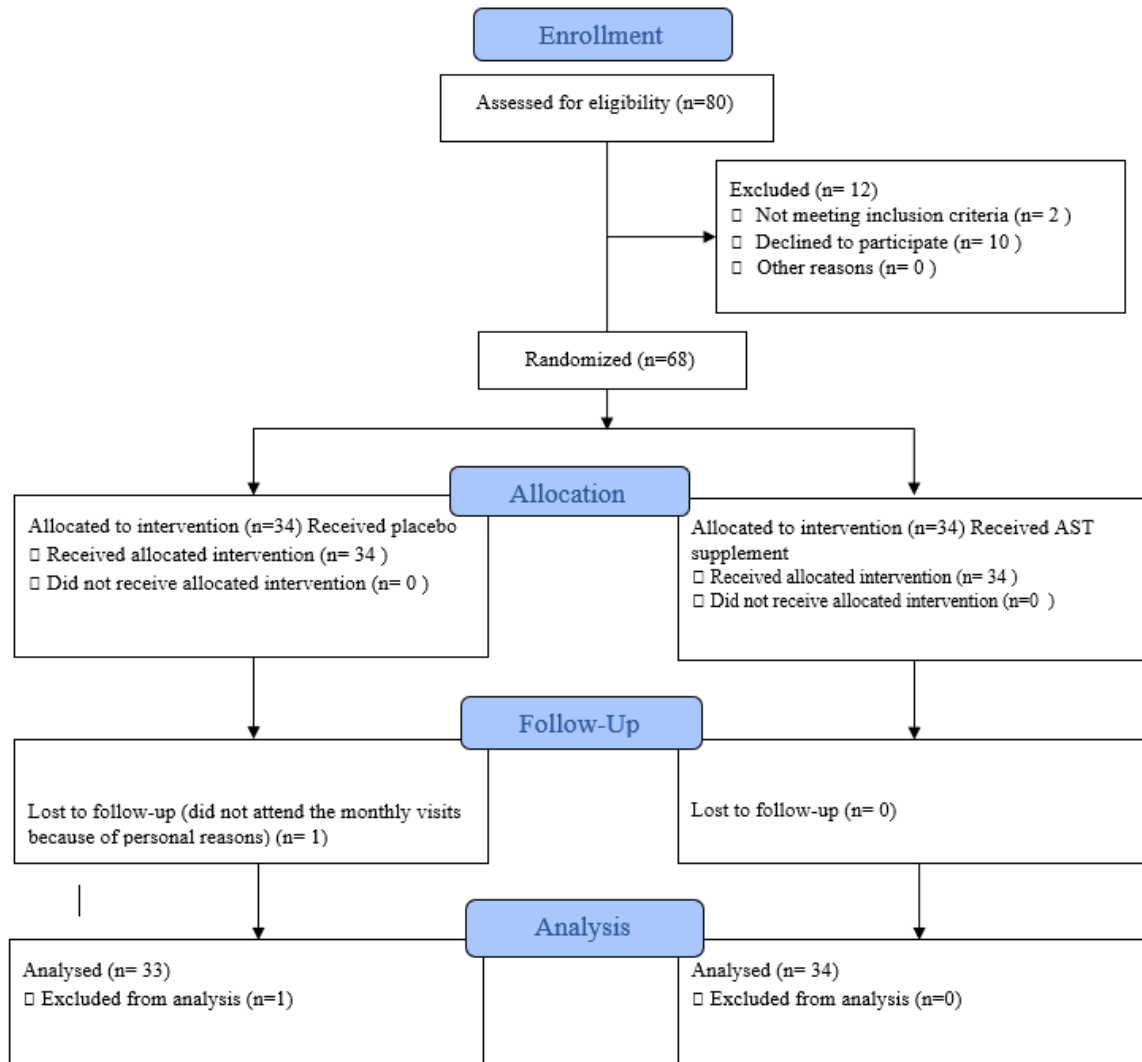 Enrollment
Assessed for eligibility (n=80)
Excluded (n= 12)
▯ Not meeting inclusion criteria (n= 2 )
▯ Declined to participate (n= 10 )
▯ Other reasons (n= 0 )
Randomized (n=68)
Allocation
Allocated to intervention (n=34) Received placebo
▯ Received allocated intervention (n= 34 )
▯ Did not receive allocated intervention (n= 0 )
Allocated to intervention (n=34) Received AST
supplement
▯ Received allocated intervention (n= 34 )
▯ Did not receive allocated intervention (n=0  )
Follow-Up
Lost to follow-up (did not attend the monthly visits
because of personal reasons) (n= 1)
Lost to follow-up (n= 0)
Analysis
Analysed (n= 33)
▯ Excluded from analysis (n=1)
Analysed (n= 34)
▯ Excluded from analysis (n=0)